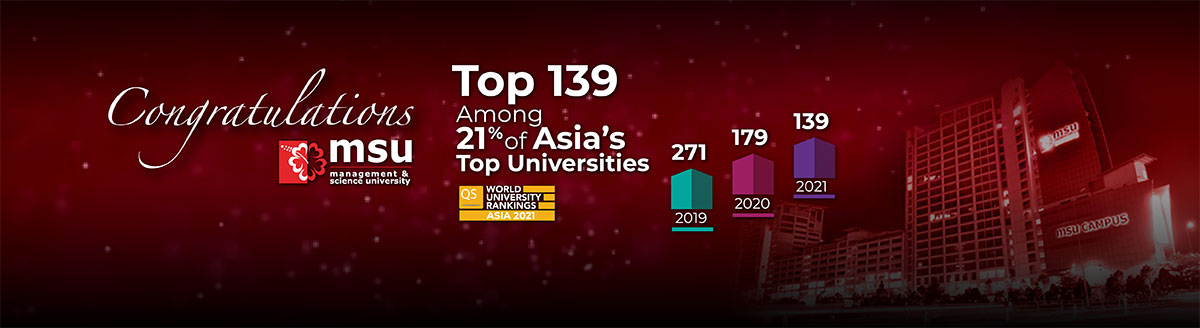 Congratulations
msu
management &
science university
Top 139
Among
21% of Asia's
Top Universities
QS
WORLD
UNIVERSITY
RANKINGS
ASIA 2021
271
2019
179
2020
139
2021
msu
msu CAMPUS